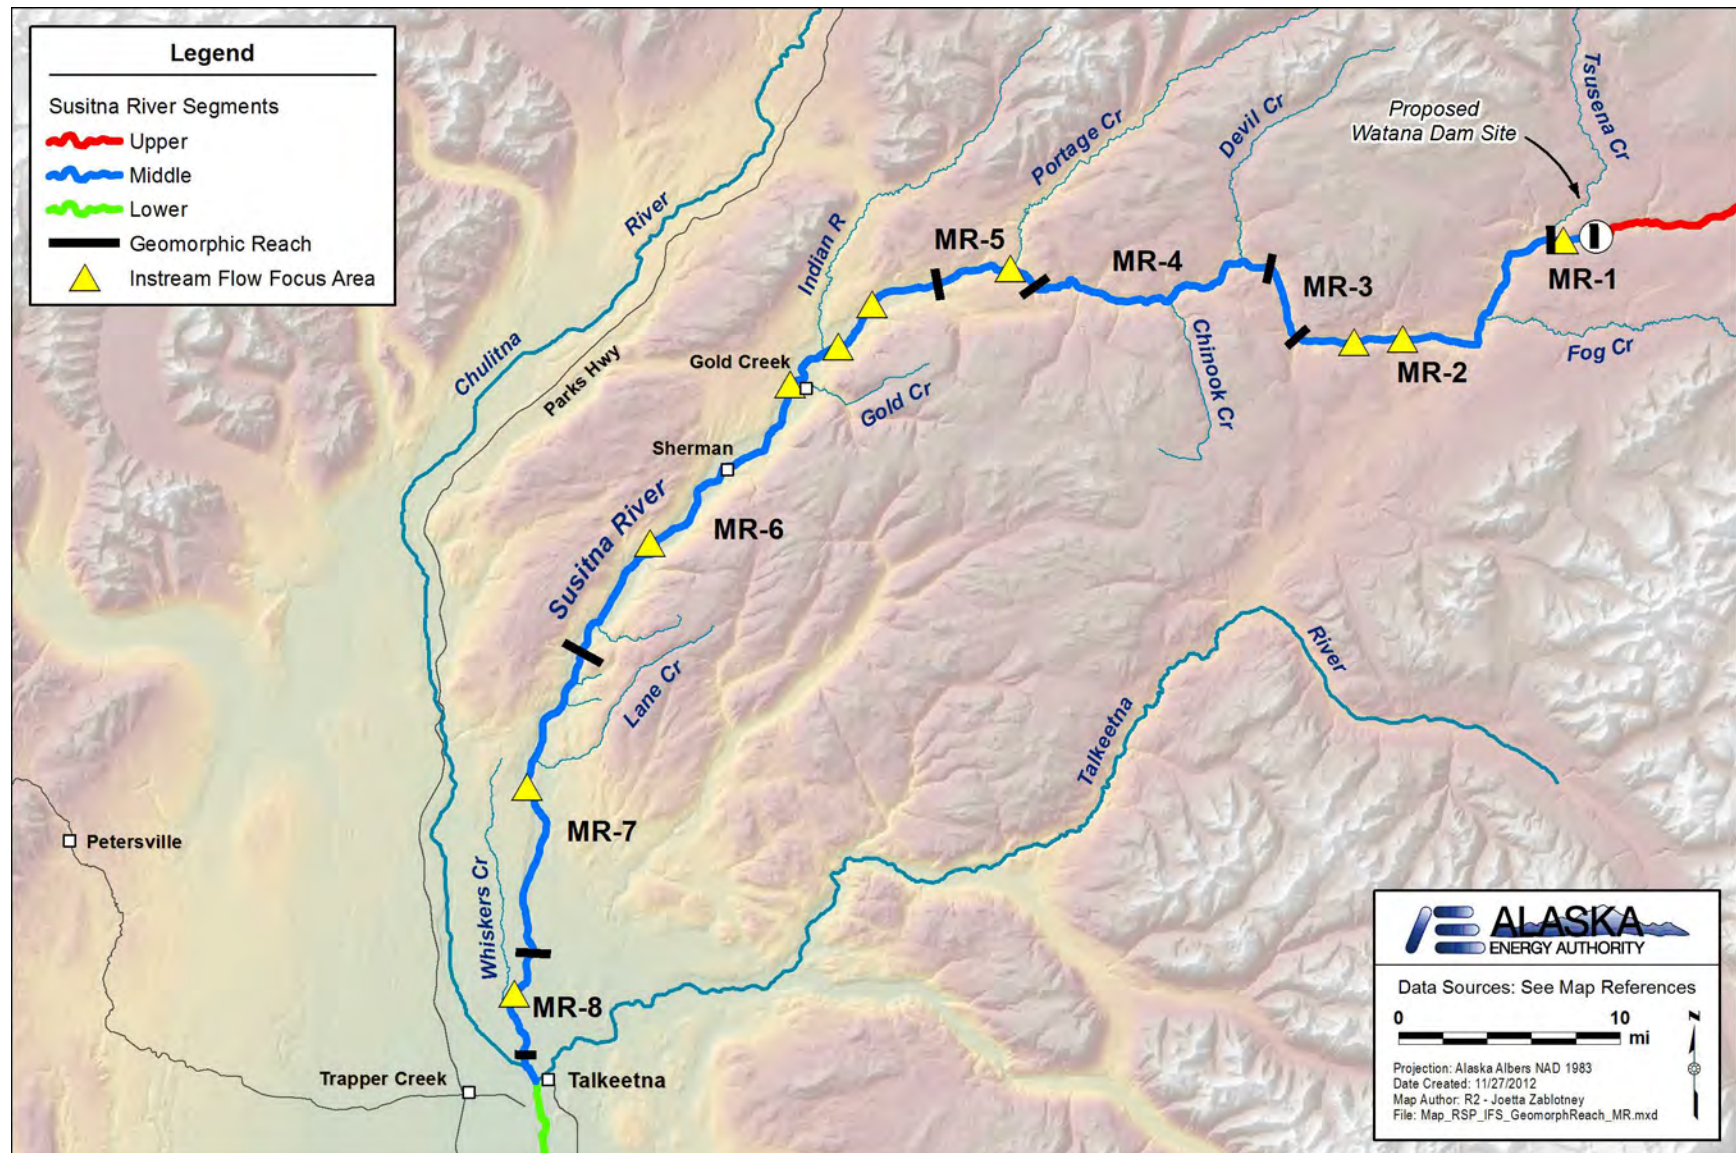 Legend
Susitna River Segments
Upper
Middle
Lower
Geomorphic Reach
Instream Flow Focus Area
Tsusena Cr
Proposed
Watana Dam Site
Devil Cr
Portage Cr
River
Indian R
MR-5
MR-4
MR-3
MR-1
Chulitna
Parks Hwy
Gold Creek
Gold Cr
Chinook Cr
MR-2
Fog Cr
Sherman
Susitna River
MR-6
Lane Cr
River
Talkeetna
Petersville
MR-7
Whiskers Cr
MR-8
Trapper Creek
Talkeetna
ALASKA
ENERGY AUTHORITY
Data Sources: See Map References
0 10
mi
N
Projection: Alaska Albers NAD 1983
Date Created: 11/27/2012
Map Author: R2 - Joetta Zablotney
File: Map_RSP_IFS_GeomorphReach_MR.mxd